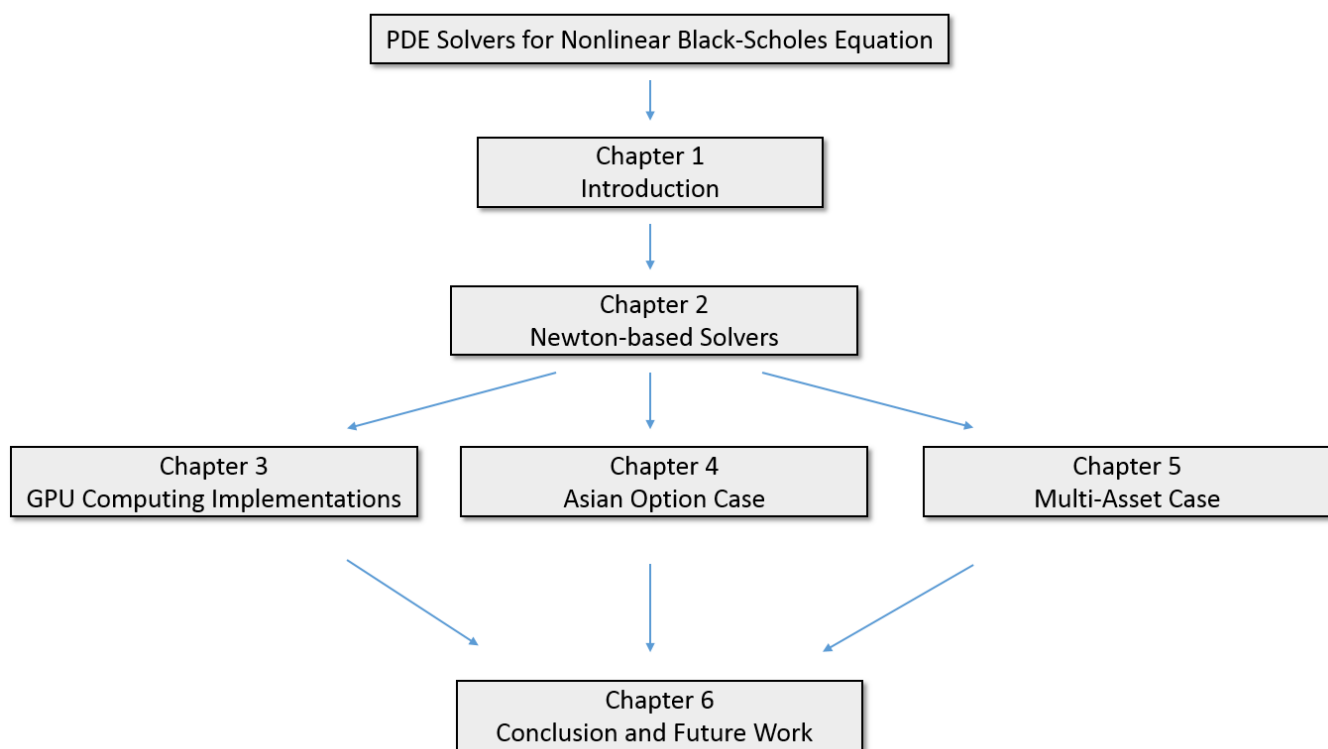 PDE Solvers for Nonlinear Black-Scholes Equation
Chapter 1
Introduction
Chapter 2
Newton-based Solvers
Chapter 3
GPU Computing Implementations
Chapter 4
Asian Option Case
Chapter 5
Multi-Asset Case
Chapter 6
Conclusion and Future Work